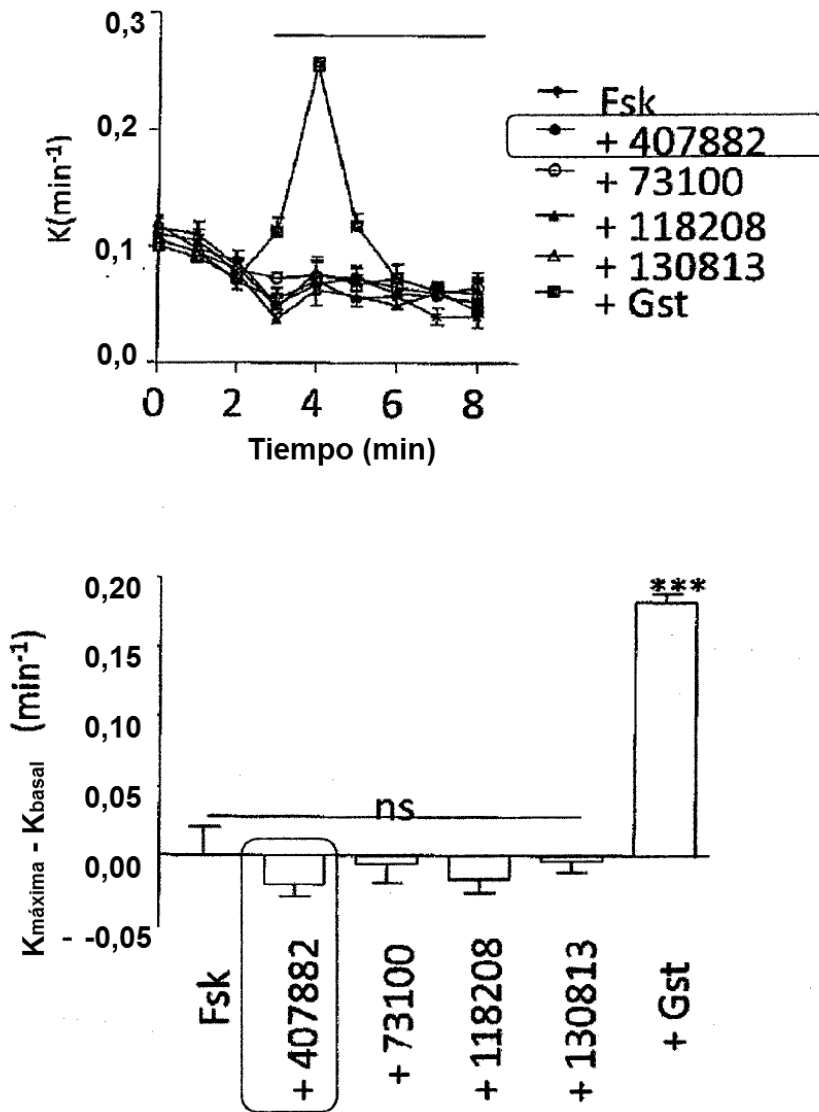 0,3
0,2
0,1
0,0
K(min⁻¹)
0 2 4 6 8
Tiempo (min)
Fsk
+ 407882
+ 73100
+ 118208
+ 130813
+ Gst
0,20
0,15
0,10
0,05
0,00
- -0,05
Kmáxima - Kbasal (min⁻¹)
ns
***
Fsk
+ 407882
+ 73100
+ 118208
+ 130813
+ Gst